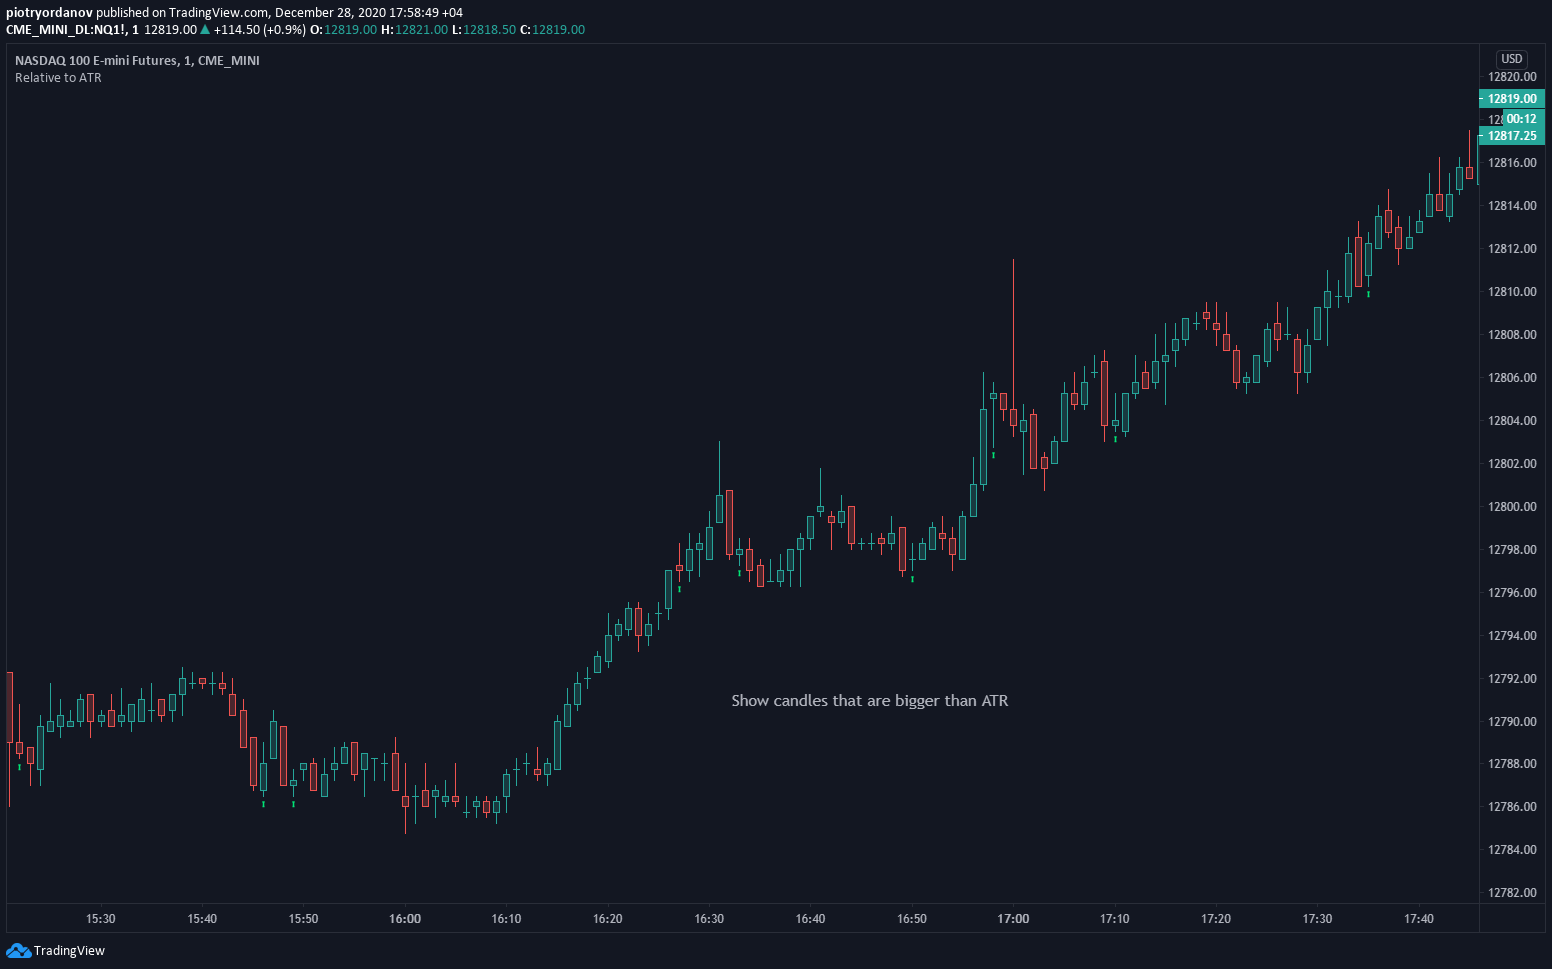 piotryordanov published on TradingView.com, December 28, 2020 17:58:49 +04
CME_MINI_DL:NQ1!, 1 12819.00 ▲ +114.50 (+0.9%) O:12819.00 H:12821.00 L:12818.50 C:12819.00
NASDAQ 100 E-mini Futures, 1, CME_MINI
Relative to ATR
USD
12820.00
12819.00
00:12
12817.25
12816.00
12814.00
12812.00
12810.00
12808.00
12806.00
12804.00
12802.00
12800.00
12798.00
12796.00
12794.00
12792.00
12790.00
12788.00
12786.00
12784.00
12782.00
Show candles that are bigger than ATR
15:30 15:40 15:50 16:00 16:10 16:20 16:30 16:40 16:50 17:00 17:10 17:20 17:30 17:40
TradingView